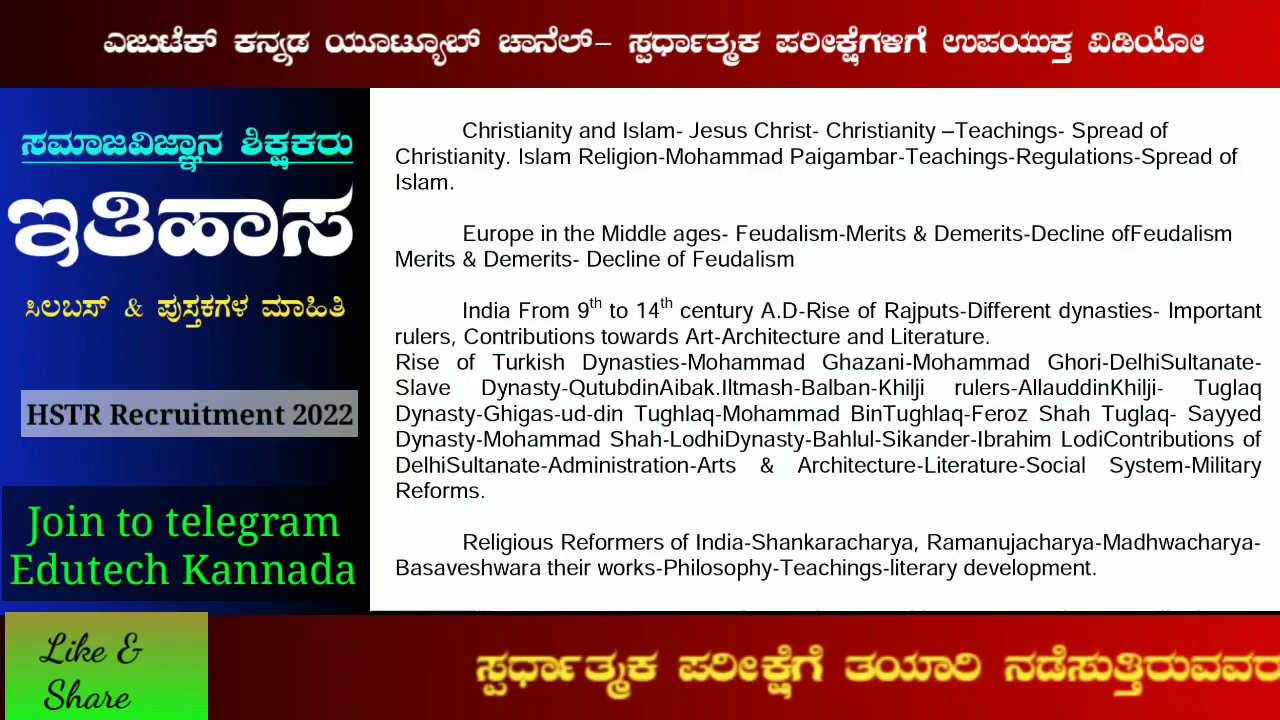 ಎಜುಟೆಕ್ ಕನ್ನಡ ಯೂಟ್ಯೂಬ್ ಚಾನೆಲ್– ಸ್ಪರ್ಧಾತ್ಮಕ ಪರೀಕ್ಷೆಗಳಿಗೆ ಉಪಯುಕ್ತ ವಿಡಿಯೋ
ಸಮಾಜವಿಜ್ಞಾನ ಶಿಕ್ಷಕರು
ಇತಿಹಾಸ
ಸಿಲಬಸ್ & ಪುಸ್ತಕಗಳ ಮಾಹಿತಿ
HSTR Recruitment 2022
Join to telegram
Edutech Kannada
Like &
Share
Christianity and Islam- Jesus Christ- Christianity –Teachings- Spread of
Christianity. Islam Religion-Mohammad Paigambar-Teachings-Regulations-Spread of
Islam.
Europe in the Middle ages- Feudalism-Merits & Demerits-Decline ofFeudalism
Merits & Demerits- Decline of Feudalism
India From 9th to 14th century A.D-Rise of Rajputs-Different dynasties- Important
rulers, Contributions towards Art-Architecture and Literature.
Rise of Turkish Dynasties-Mohammad Ghazani-Mohammad Ghori-DelhiSultanate-
Slave Dynasty-QutubdinAibak.Iltmash-Balban-Khilji rulers-AllauddinKhilji- Tuglaq
Dynasty-Ghigas-ud-din Tughlaq-Mohammad BinTughlaq-Feroz Shah Tuglaq- Sayyed
Dynasty-Mohammad Shah-LodhiDynasty-Bahlul-Sikander-Ibrahim LodiContributions of
DelhiSultanate-Administration-Arts & Architecture-Literature-Social System-Military
Reforms.
Religious Reformers of India-Shankaracharya, Ramanujacharya-Madhwacharya-
Basaveshwara their works-Philosophy-Teachings-literary development.
ಸ್ಪರ್ಧಾತ್ಮಕ ಪರೀಕ್ಷೆಗೆ ತಯಾರಿ ನಡೆಸುತ್ತಿರುವವರ